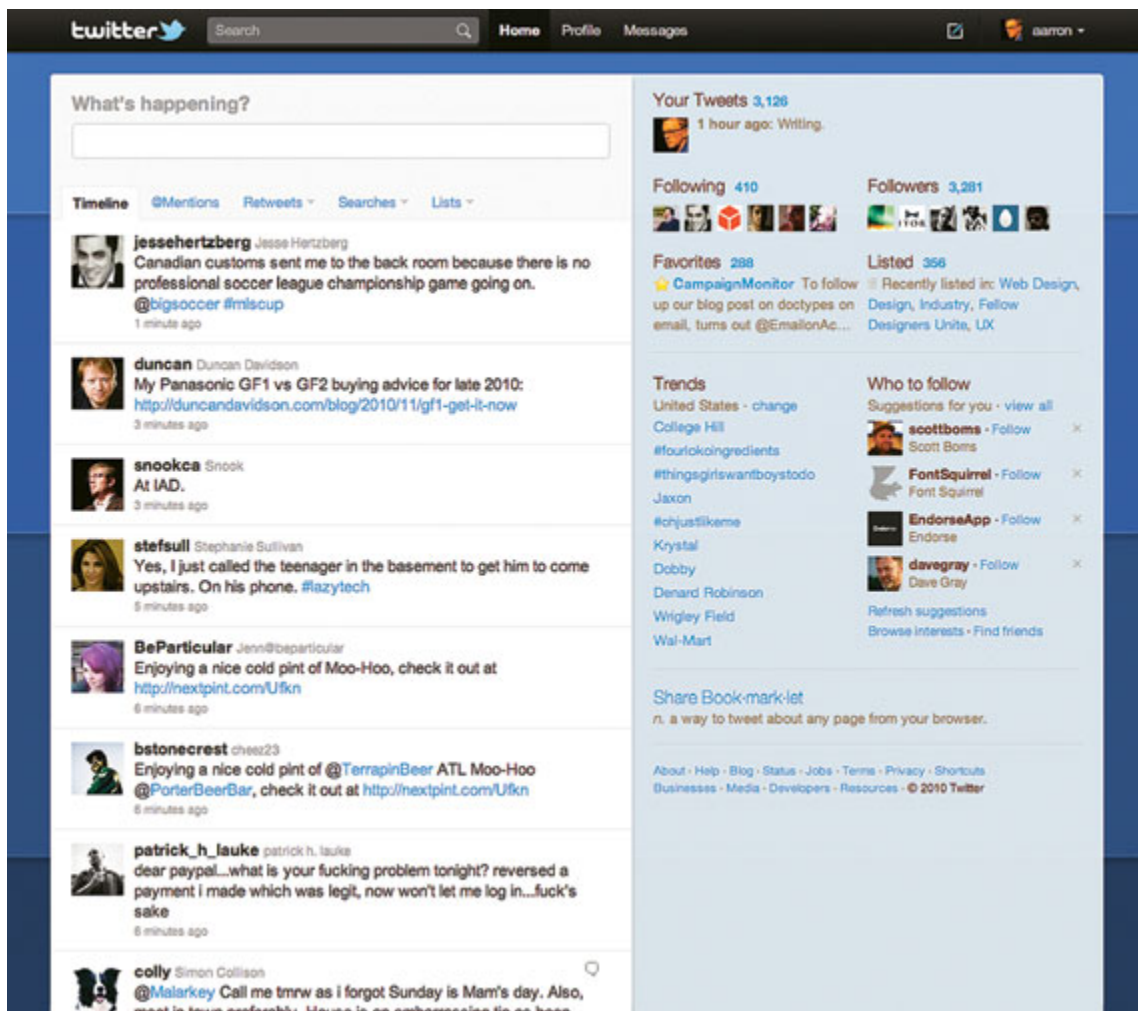 twitter
Search
Home Profile Messages
aarron
What's happening?
Timeline @Mentions Retweets Searches Lists
jessehertzberg Jesse Hertzberg
Canadian customs sent me to the back room because there is no
professional soccer league championship game going on.
@bigsoccer #mlscup
1 minute ago
duncan Duncan Davidson
My Panasonic GF1 vs GF2 buying advice for late 2010:
http://duncandavidson.com/blog/2010/11/gf1-get-it-now
3 minutes ago
snookca Snook
At IAD.
3 minutes ago
stefsull Stephanie Sullivan
Yes, I just called the teenager in the basement to get him to come
upstairs. On his phone. #lazytech
5 minutes ago
BeParticular Jenn@beparticular
Enjoying a nice cold pint of Moo-Hoo, check it out at
http://nextpint.com/Ufkn
6 minutes ago
bstonecrest cheez23
Enjoying a nice cold pint of @TerrapinBeer ATL Moo-Hoo
@PorterBeerBar, check it out at http://nextpint.com/Ufkn
6 minutes ago
patrick_h_lauke patrick h. lauke
dear paypal...what is your fucking problem tonight? reversed a
payment i made which was legit, now won't let me log in...fuck's
sake
6 minutes ago
colly Simon Collison
@Malarkey Call me tmrw as i forgot Sunday is Mam's day. Also,
Your Tweets 3,126
1 hour ago: Writing.
Following 410
Followers 3,281
Favorites 288
CampaignMonitor To follow
up our blog post on doctypes on
email, turns out @EmailonAc...
Listed 356
Recently listed in: Web Design,
Design, Industry, Fellow
Designers Unite, UX
Trends
United States · change
College Hill
#fourlokoingredients
#thingsgirlswantboystodo
Jaxon
#ohjustlikeme
Krystal
Dobby
Denard Robinson
Wrigley Field
Wal-Mart
Who to follow
Suggestions for you · view all
scottboms · Follow
Scott Boms
FontSquirrel · Follow
Font Squirrel
EndorseApp · Follow
Endorse
davegray · Follow
Dave Gray
Refresh suggestions
Browse interests · Find friends
Share Book-mark-let
n. a way to tweet about any page from your browser.
About · Help · Blog · Status · Jobs · Terms · Privacy · Shortcuts
Businesses · Media · Developers · Resources · © 2010 Twitter